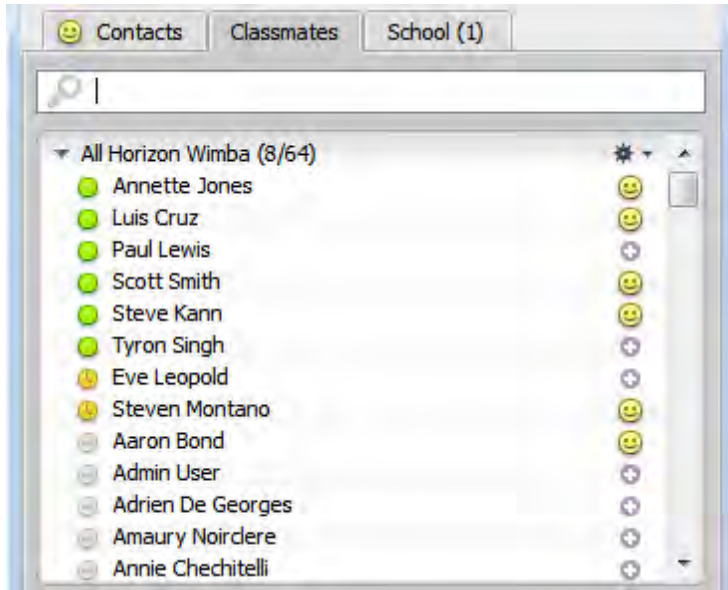 Contacts Classmates School (1)
All Horizon Wimba (8/64)
Annette Jones
Luis Cruz
Paul Lewis
Scott Smith
Steve Kann
Tyron Singh
Eve Leopold
Steven Montano
Aaron Bond
Admin User
Adrien De Georges
Amaury Noirclere
Annie Chechitelli